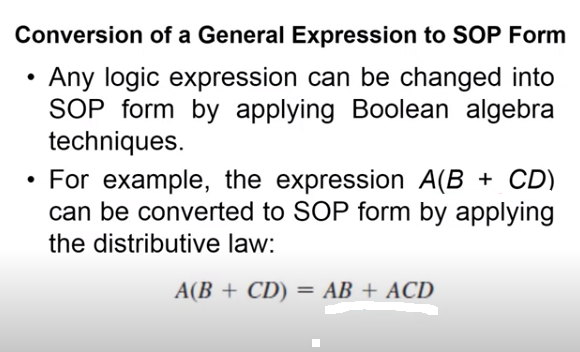 Conversion of a General Expression to SOP Form
• Any logic expression can be changed into
SOP form by applying Boolean algebra
techniques.
• For example, the expression A(B + CD)
can be converted to SOP form by applying
the distributive law:
A(B + CD) = AB + ACD